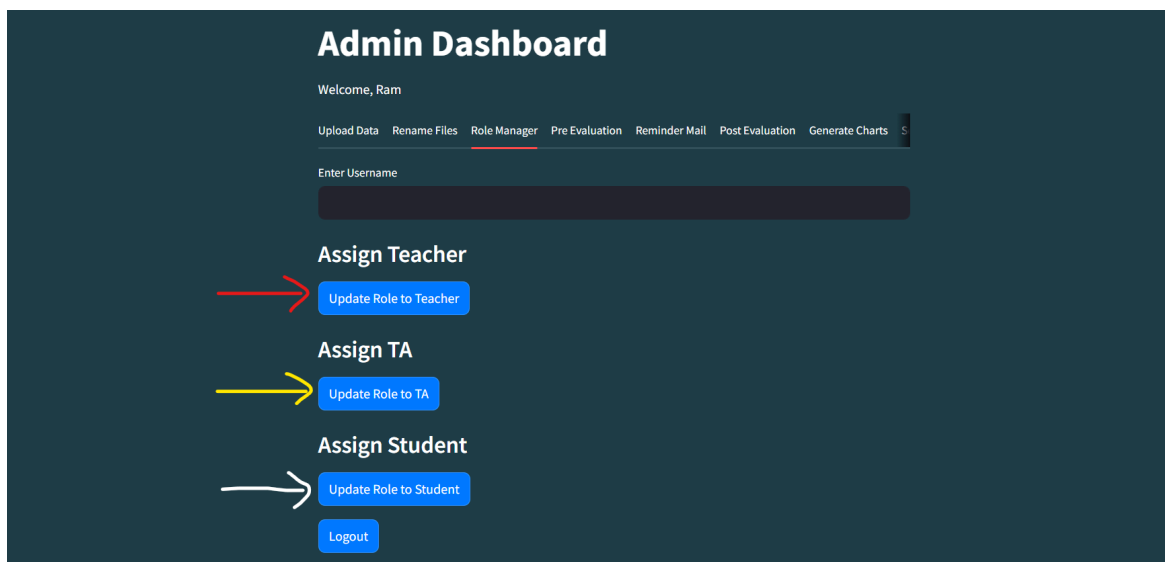 Admin Dashboard
Welcome, Ram
Upload Data Rename Files Role Manager Pre Evaluation Reminder Mail Post Evaluation Generate Charts
Enter Username
Assign Teacher
Update Role to Teacher
Assign TA
Update Role to TA
Assign Student
Update Role to Student
Logout